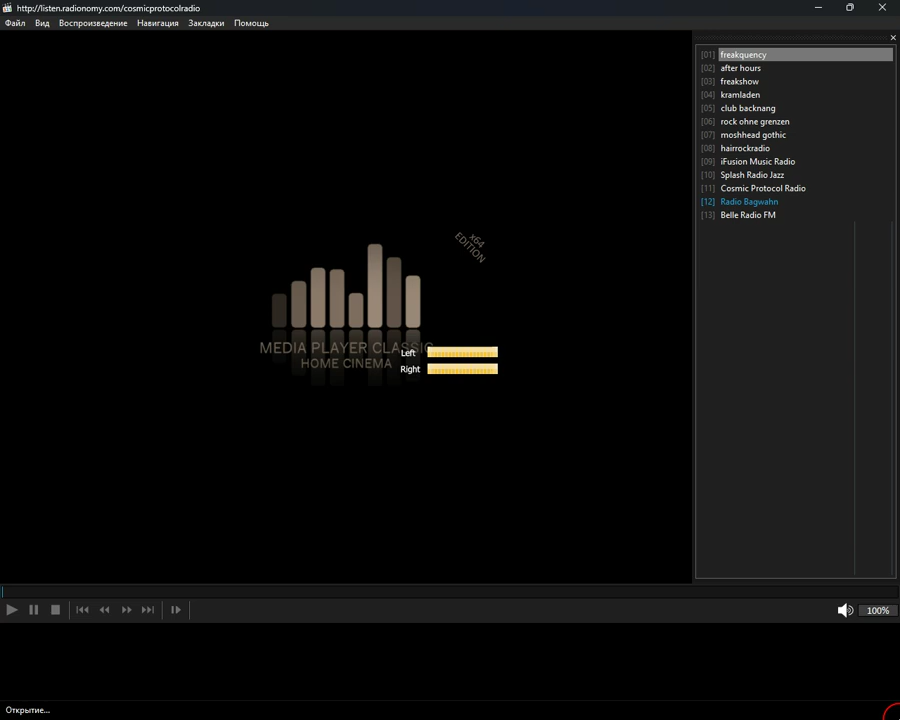 http://listen.radionomy.com/cosmicprotocolradio
Файл Вид Воспроизведение Навигация Закладки Помощь
[01] freakquency
[02] after hours
[03] freakshow
[04] kramladen
[05] club backnang
[06] rock ohne grenzen
[07] moshhead gothic
[08] hairrockradio
[09] iFusion Music Radio
[10] Splash Radio Jazz
[11] Cosmic Protocol Radio
[12] Radio Bagwahn
[13] Belle Radio FM
x64
EDITION
MEDIA PLAYER CLASSIC
HOME CINEMA
Left
Right
100%
Открытие...